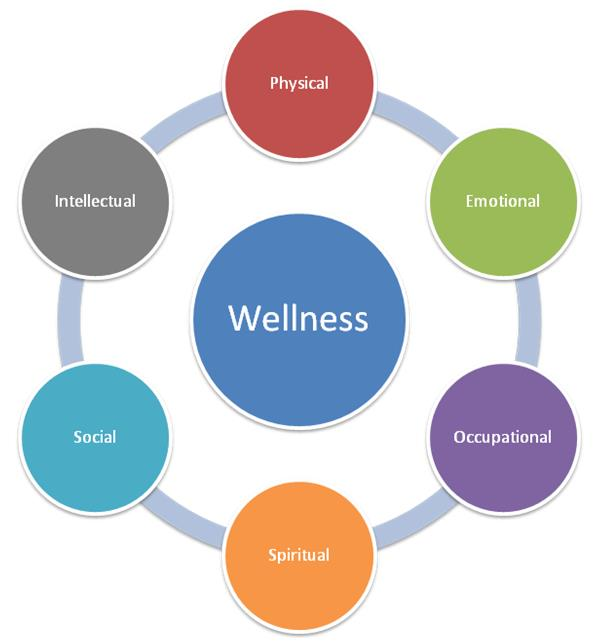 Physical
Intellectual
Emotional
Wellness
Social
Occupational
Spiritual